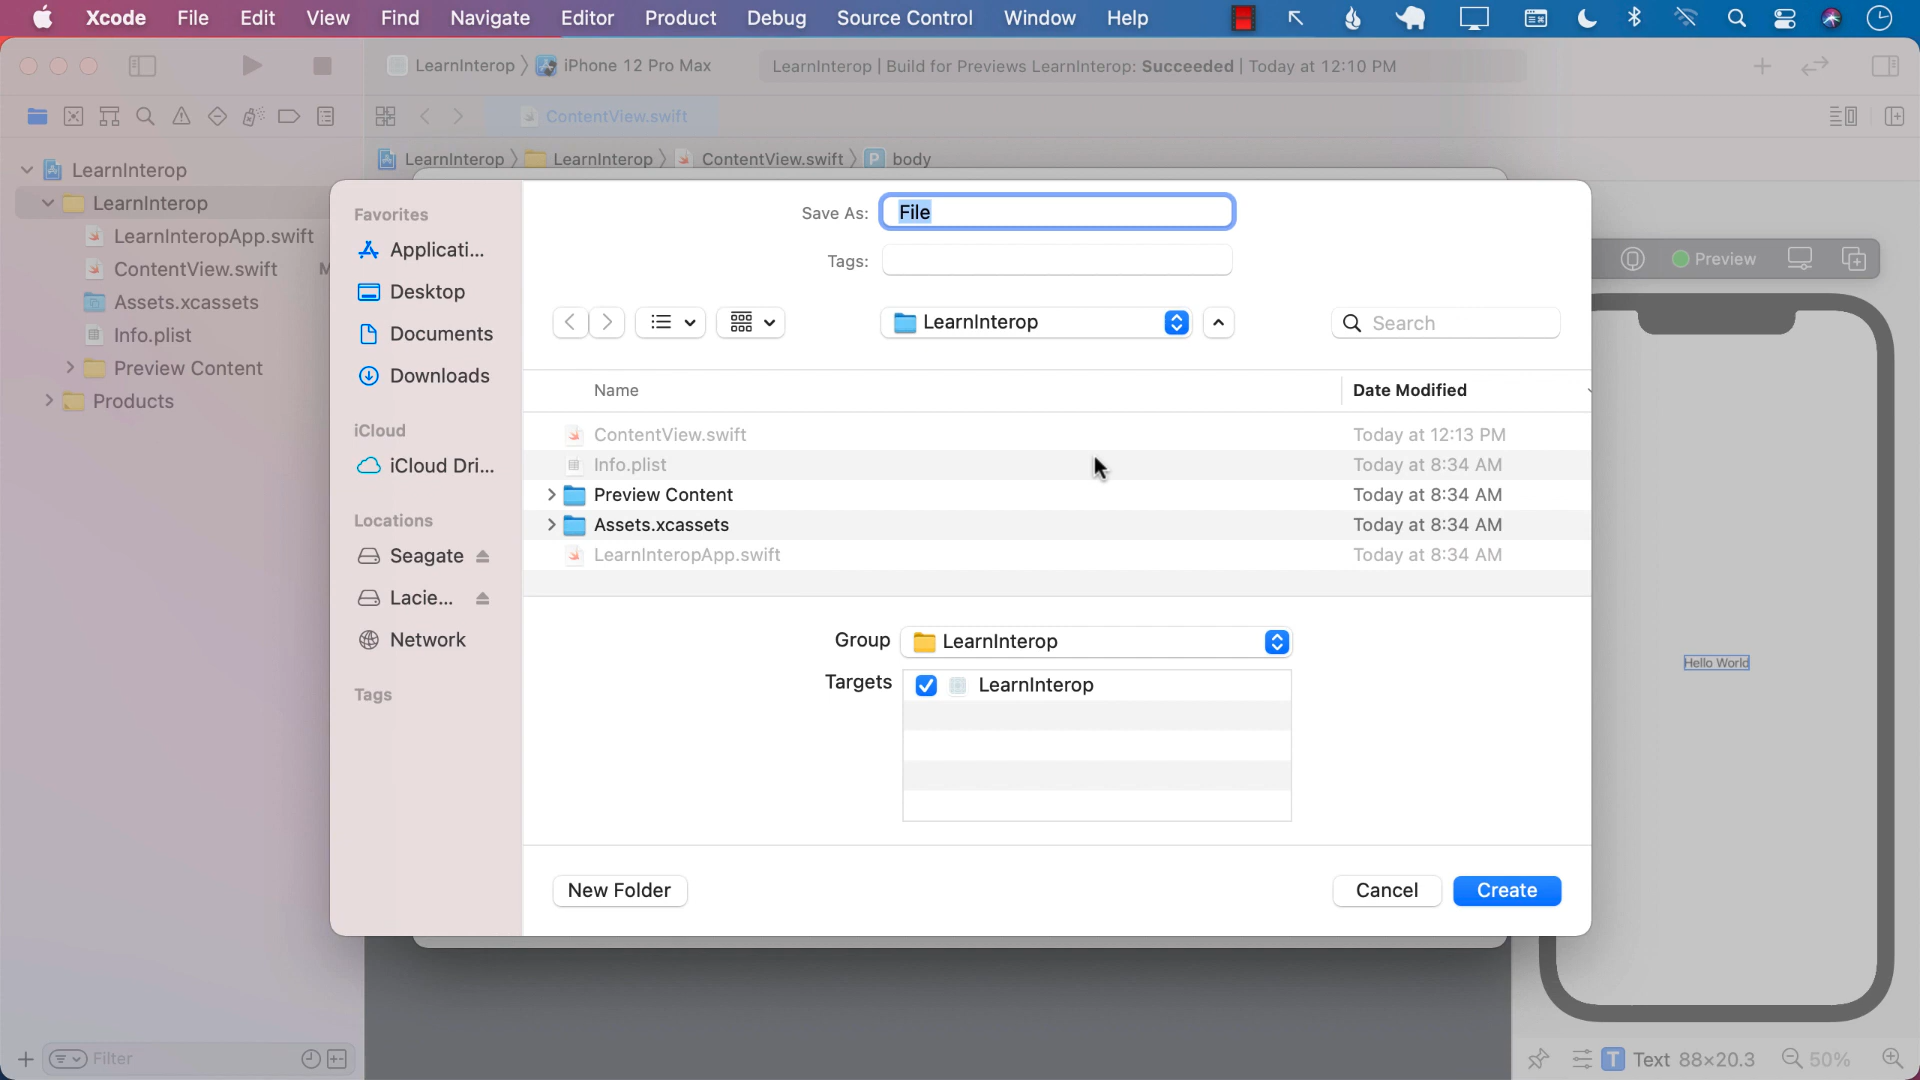 Xcode File Edit View Find Navigate Editor Product Debug Source Control Window Help
LearnInterop iPhone 12 Pro Max LearnInterop | Build for Previews LearnInterop: Succeeded | Today at 12:10 PM
ContentView.swift
LearnInterop LearnInterop ContentView.swift P body
LearnInterop
LearnInterop
LearnInteropApp.swift
ContentView.swift M
Assets.xcassets
Info.plist
Preview Content
Products
Favorites
Applicati...
Desktop
Documents
Downloads
iCloud
iCloud Dri...
Locations
Seagate
Lacie...
Network
Tags
Save As: File
Tags:
LearnInterop Search
Name Date Modified
ContentView.swift Today at 12:13 PM
Info.plist Today at 8:34 AM
Preview Content Today at 8:34 AM
Assets.xcassets Today at 8:34 AM
LearnInteropApp.swift Today at 8:34 AM
Group LearnInterop
Targets LearnInterop
New Folder Cancel Create
Preview
Hello World
Filter
T Text 88×20.3 50%